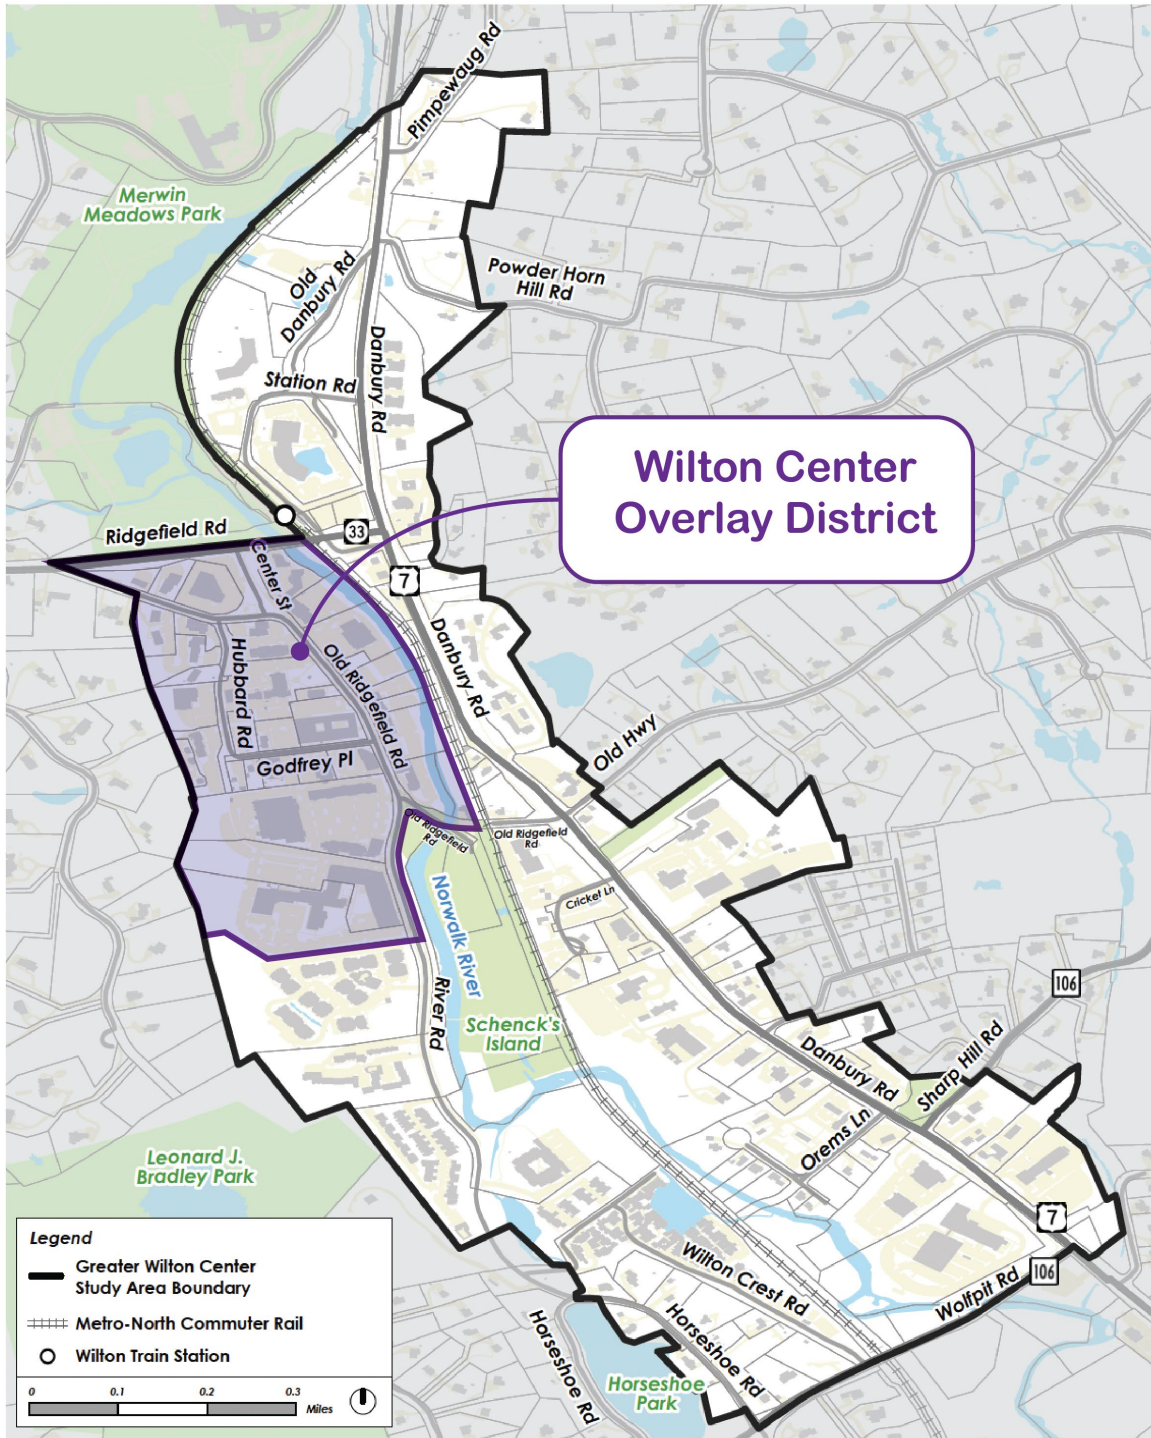 Pimpewaug Rd
Merwin
Meadows Park
Old
Danbury Rd
Powder Horn
Hill Rd
Danbury Rd
Station Rd
Wilton Center
Overlay District
Ridgefield Rd
33
Center St
7
Hubbard Rd
Old Ridgefield Rd
Danbury Rd
Godfrey Pl
Old Hwy
Old Ridgefield
Rd
Old Ridgefield
Rd
Cricket Ln
Norwalk River
River Rd
Schenck's
Island
106
Danbury Rd
Sharp Hill Rd
Orems Ln
Leonard J.
Bradley Park
7
106
Wilton Crest Rd
Wolfpit Rd
Horseshoe Rd
Horseshoe Rd
Horseshoe
Park
Legend
Greater Wilton Center
Study Area Boundary
Metro-North Commuter Rail
Wilton Train Station
0 0.1 0.2 0.3
Miles